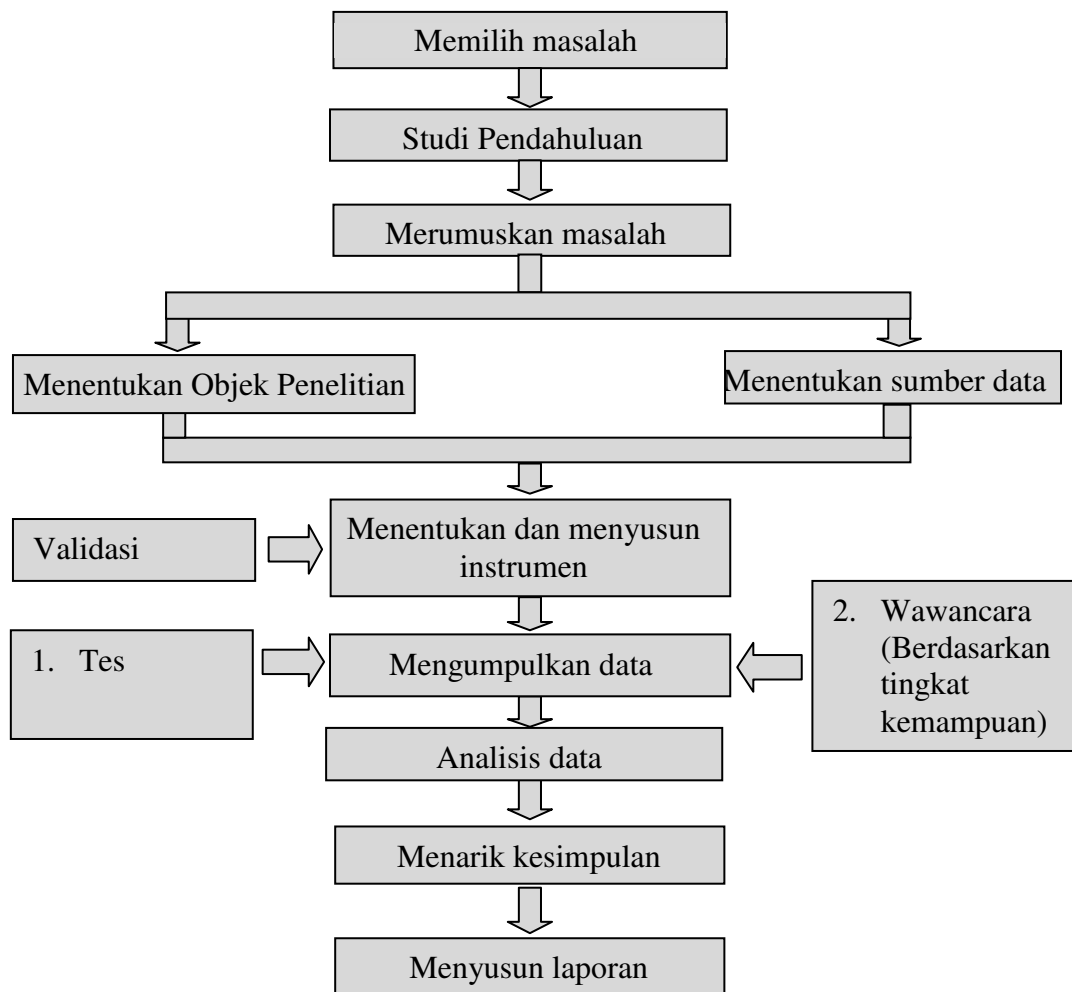 Memilih masalah
Studi Pendahuluan
Merumuskan masalah
Menentukan Objek Penelitian
Menentukan sumber data
Validasi
Menentukan dan menyusun
instrumen
1. Tes
Mengumpulkan data
2. Wawancara
(Berdasarkan
tingkat
kemampuan)
Analisis data
Menarik kesimpulan
Menyusun laporan